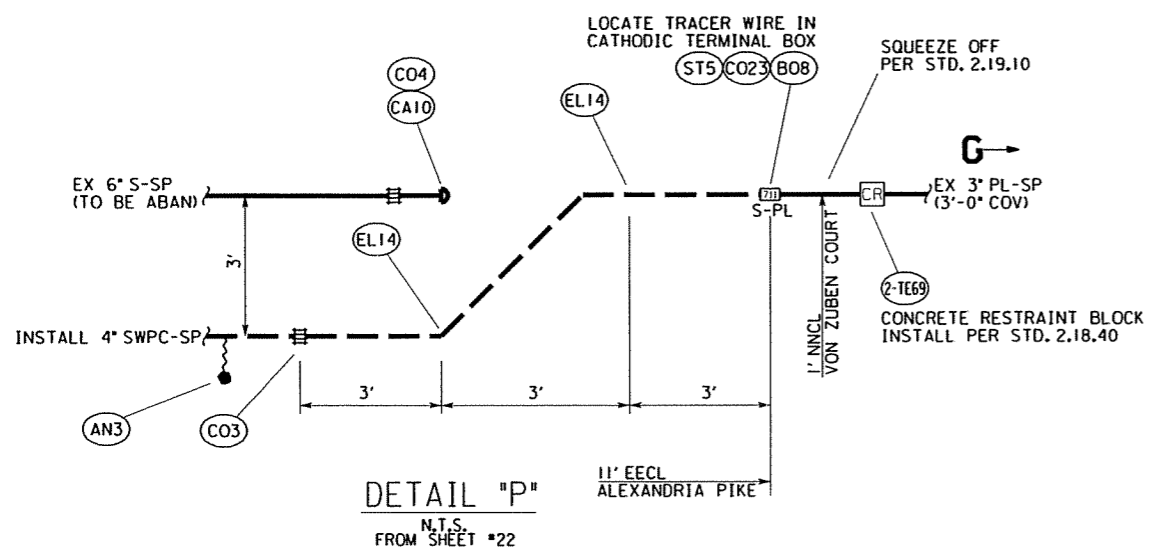 LOCATE TRACER WIRE IN
CATHODIC TERMINAL BOX
ST5 CO23 BO8
SQUEEZE OFF
PER STD. 2.19.10
CO4
CA10
EL14
G
EX 6" S-SP
(TO BE ABAN)
EX 3" PL-SP
(3'-0" COV)
S-PL
CR
3'
EL14
2-TE69
CONCRETE RESTRAINT BLOCK
INSTALL PER STD. 2.18.40
1' NNCL
VON ZUBEN COURT
INSTALL 4" SWPC-SP
3'
3'
3'
AN3
CO3
11' EECL
ALEXANDRIA PIKE
DETAIL "P"
N.T.S.
FROM SHEET "22